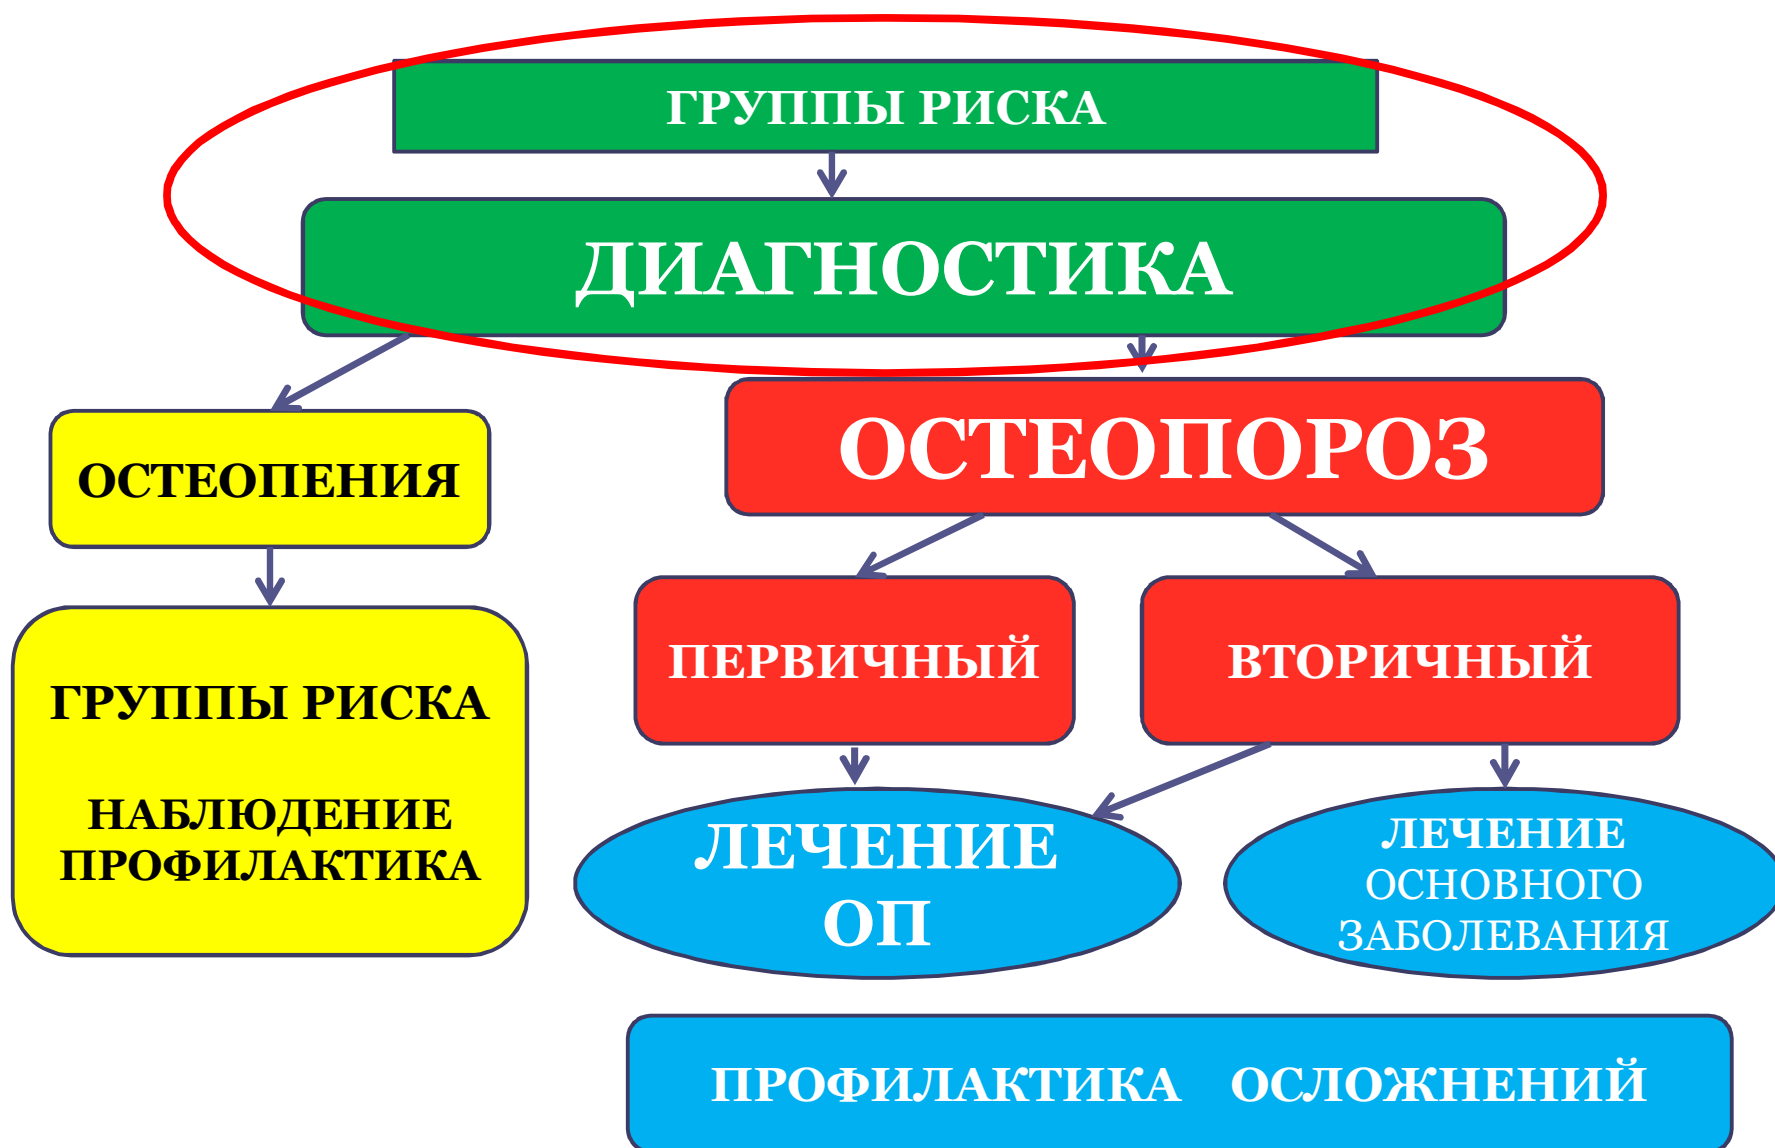 ГРУППЫ РИСКА
ДИАГНОСТИКА
ОСТЕОПЕНИЯ
ОСТЕОПОРОЗ
ГРУППЫ РИСКА
НАБЛЮДЕНИЕ
ПРОФИЛАКТИКА
ПЕРВИЧНЫЙ
ВТОРИЧНЫЙ
ЛЕЧЕНИЕ
ОП
ЛЕЧЕНИЕ
ОСНОВНОГО
ЗАБОЛЕВАНИЯ
ПРОФИЛАКТИКА ОСЛОЖНЕНИЙ